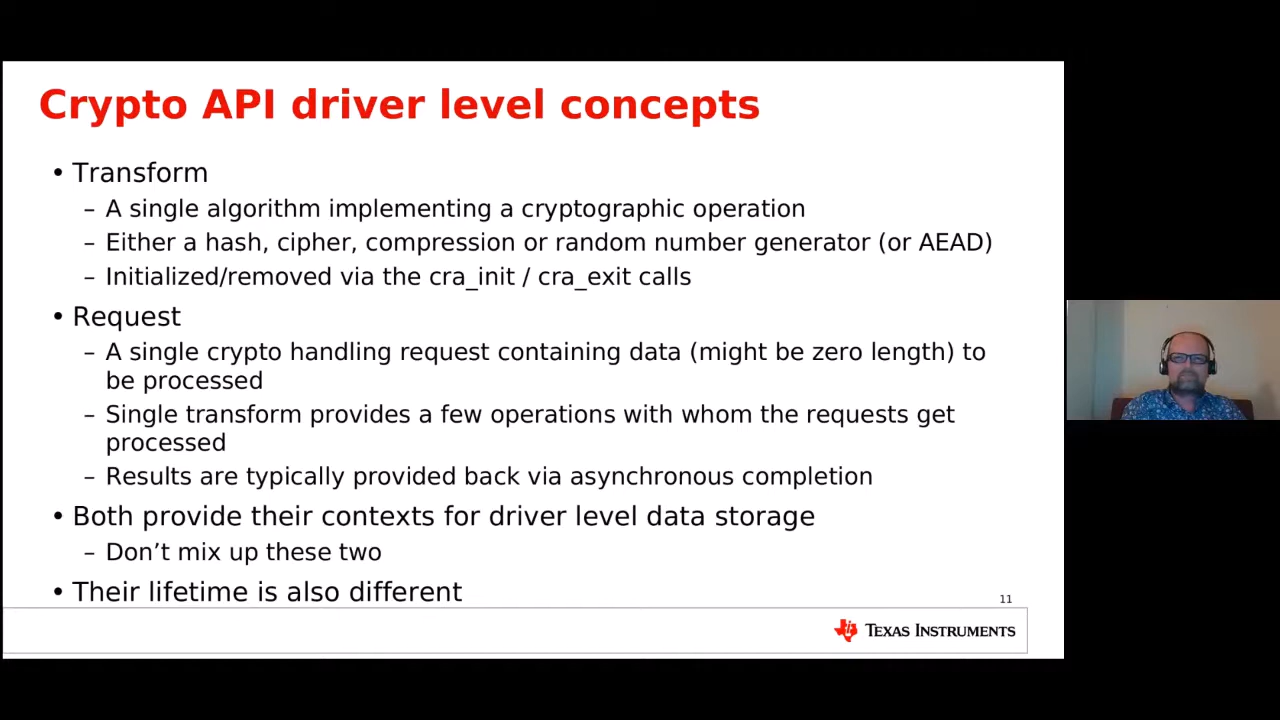 Crypto API driver level concepts
• Transform
– A single algorithm implementing a cryptographic operation
– Either a hash, cipher, compression or random number generator (or AEAD)
– Initialized/removed via the cra_init / cra_exit calls
• Request
– A single crypto handling request containing data (might be zero length) to
be processed
– Single transform provides a few operations with whom the requests get
processed
– Results are typically provided back via asynchronous completion
• Both provide their contexts for driver level data storage
– Don’t mix up these two
• Their lifetime is also different
11
TEXAS INSTRUMENTS